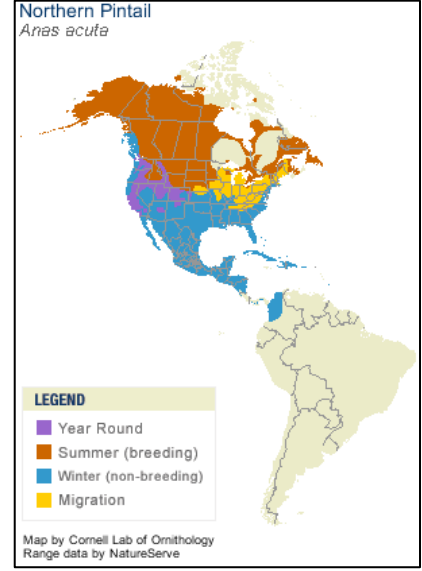 Northern Pintail
Anas acuta
LEGEND
Year Round
Summer (breeding)
Winter (non-breeding)
Migration
Map by Cornell Lab of Ornithology
Range data by NatureServe